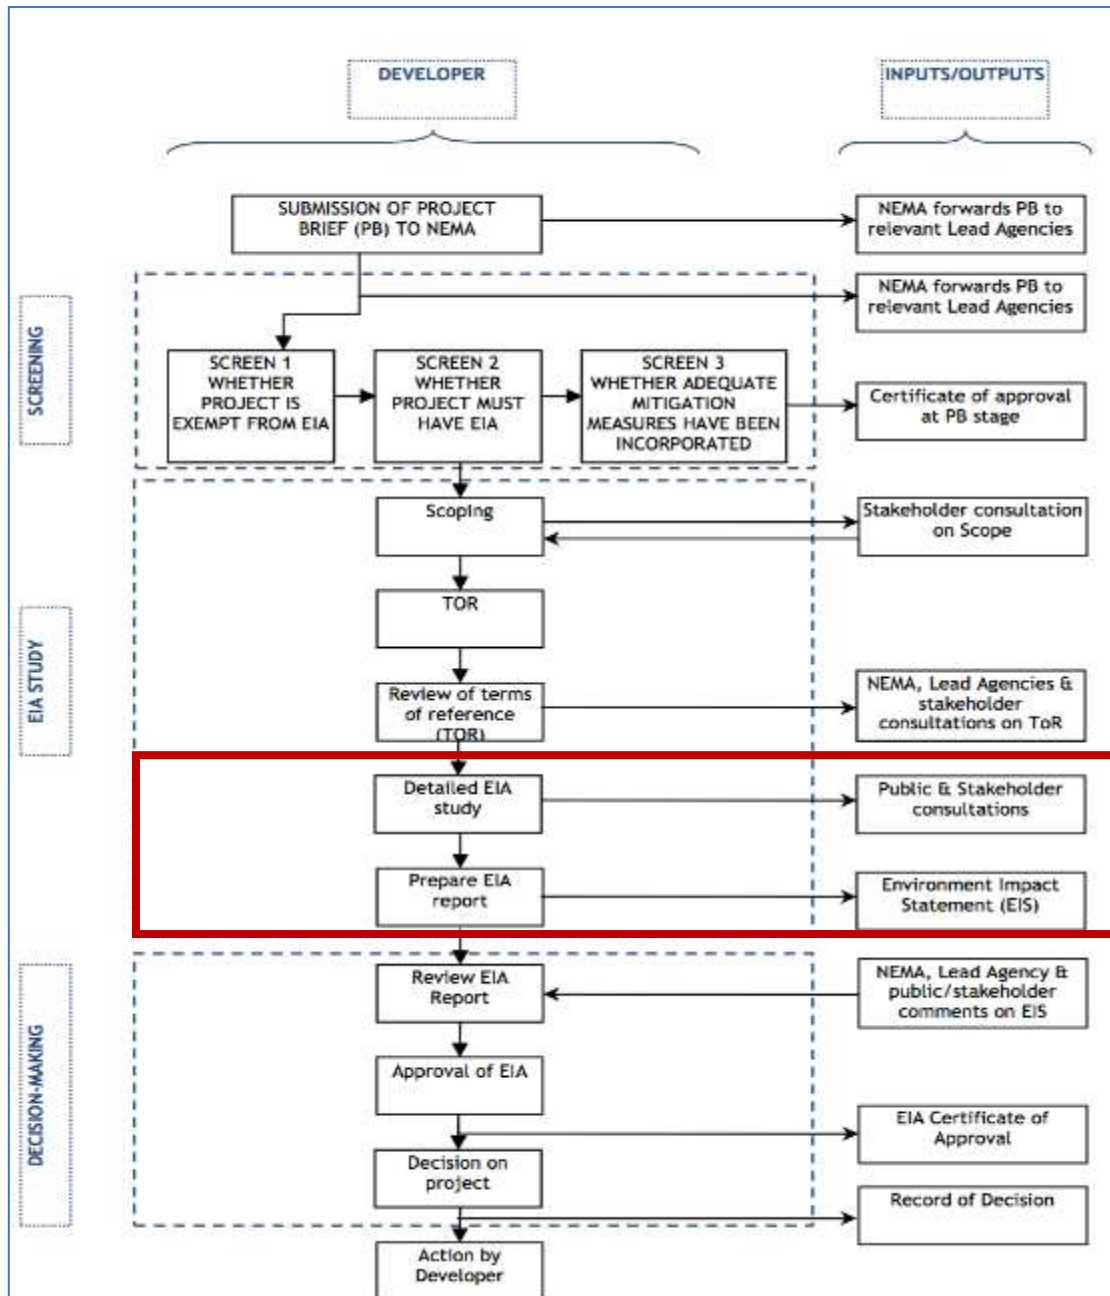 DEVELOPER
INPUTS/OUTPUTS
SUBMISSION OF PROJECT
BRIEF (PB) TO NEMA
NEMA forwards PB to
relevant Lead Agencies
NEMA forwards PB to
relevant Lead Agencies
SCREENING
SCREEN 1
WHETHER
PROJECT IS
EXEMPT FROM EIA
SCREEN 2
WHETHER
PROJECT MUST
HAVE EIA
SCREEN 3
WHETHER ADEQUATE
MITIGATION
MEASURES HAVE BEEN
INCORPORATED
Certificate of approval
at PB stage
EIA STUDY
Scoping
Stakeholder consultation
on Scope
TOR
Review of terms
of reference
(TOR)
NEMA, Lead Agencies &
stakeholder
consultations on ToR
Detailed EIA
study
Public & Stakeholder
consultations
Prepare EIA
report
Environment Impact
Statement (EIS)
DECISION-MAKING
Review EIA
Report
NEMA, Lead Agency &
public/stakeholder
comments on EIS
Approval of EIA
EIA Certificate of
Approval
Decision on
project
Record of Decision
Action by
Developer